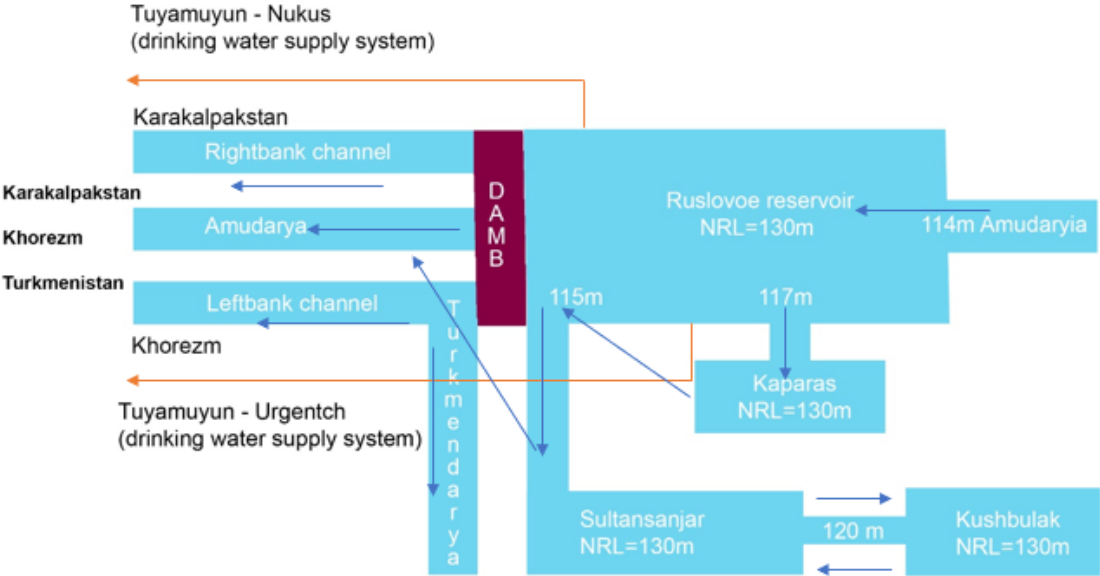 Tuyamuyun - Nukus
(drinking water supply system)
Karakalpakstan
Rightbank channel
Karakalpakstan
Amudarya
Khorezm
Turkmenistan
Leftbank channel
Khorezm
Tuyamuyun - Urgentch
(drinking water supply system)
Turkmendarya
DAMB
Ruslovoe reservoir
NRL=130m
114m Amudaryia
115m
117m
Kaparas
NRL=130m
Sultansanjar
NRL=130m
120 m
Kushbulak
NRL=130m